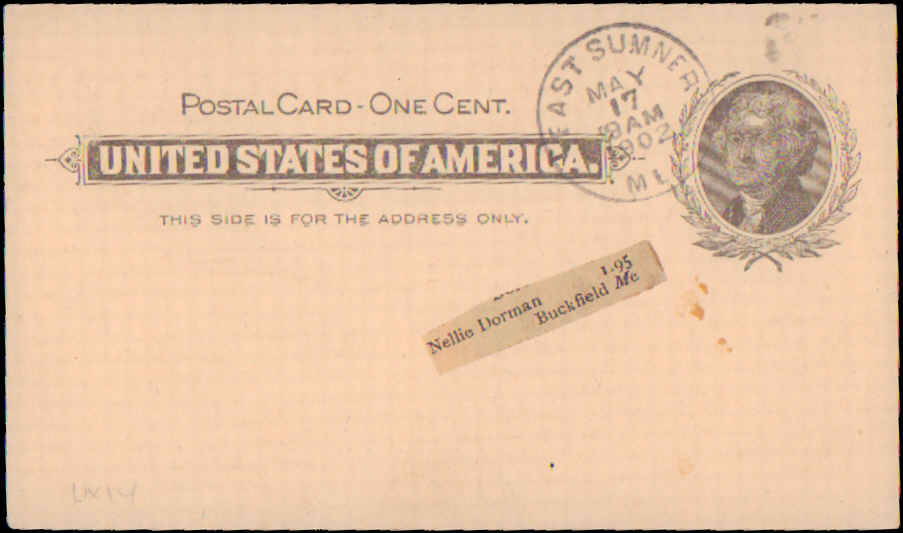 POSTAL CARD - ONE CENT.
UNITED STATES OF AMERICA.
THIS SIDE IS FOR THE ADDRESS ONLY.
EAST SUMNER
MAY
17
8AM
1902
ME
1.95
Nellie Dorman
Buckfield Me
UX14